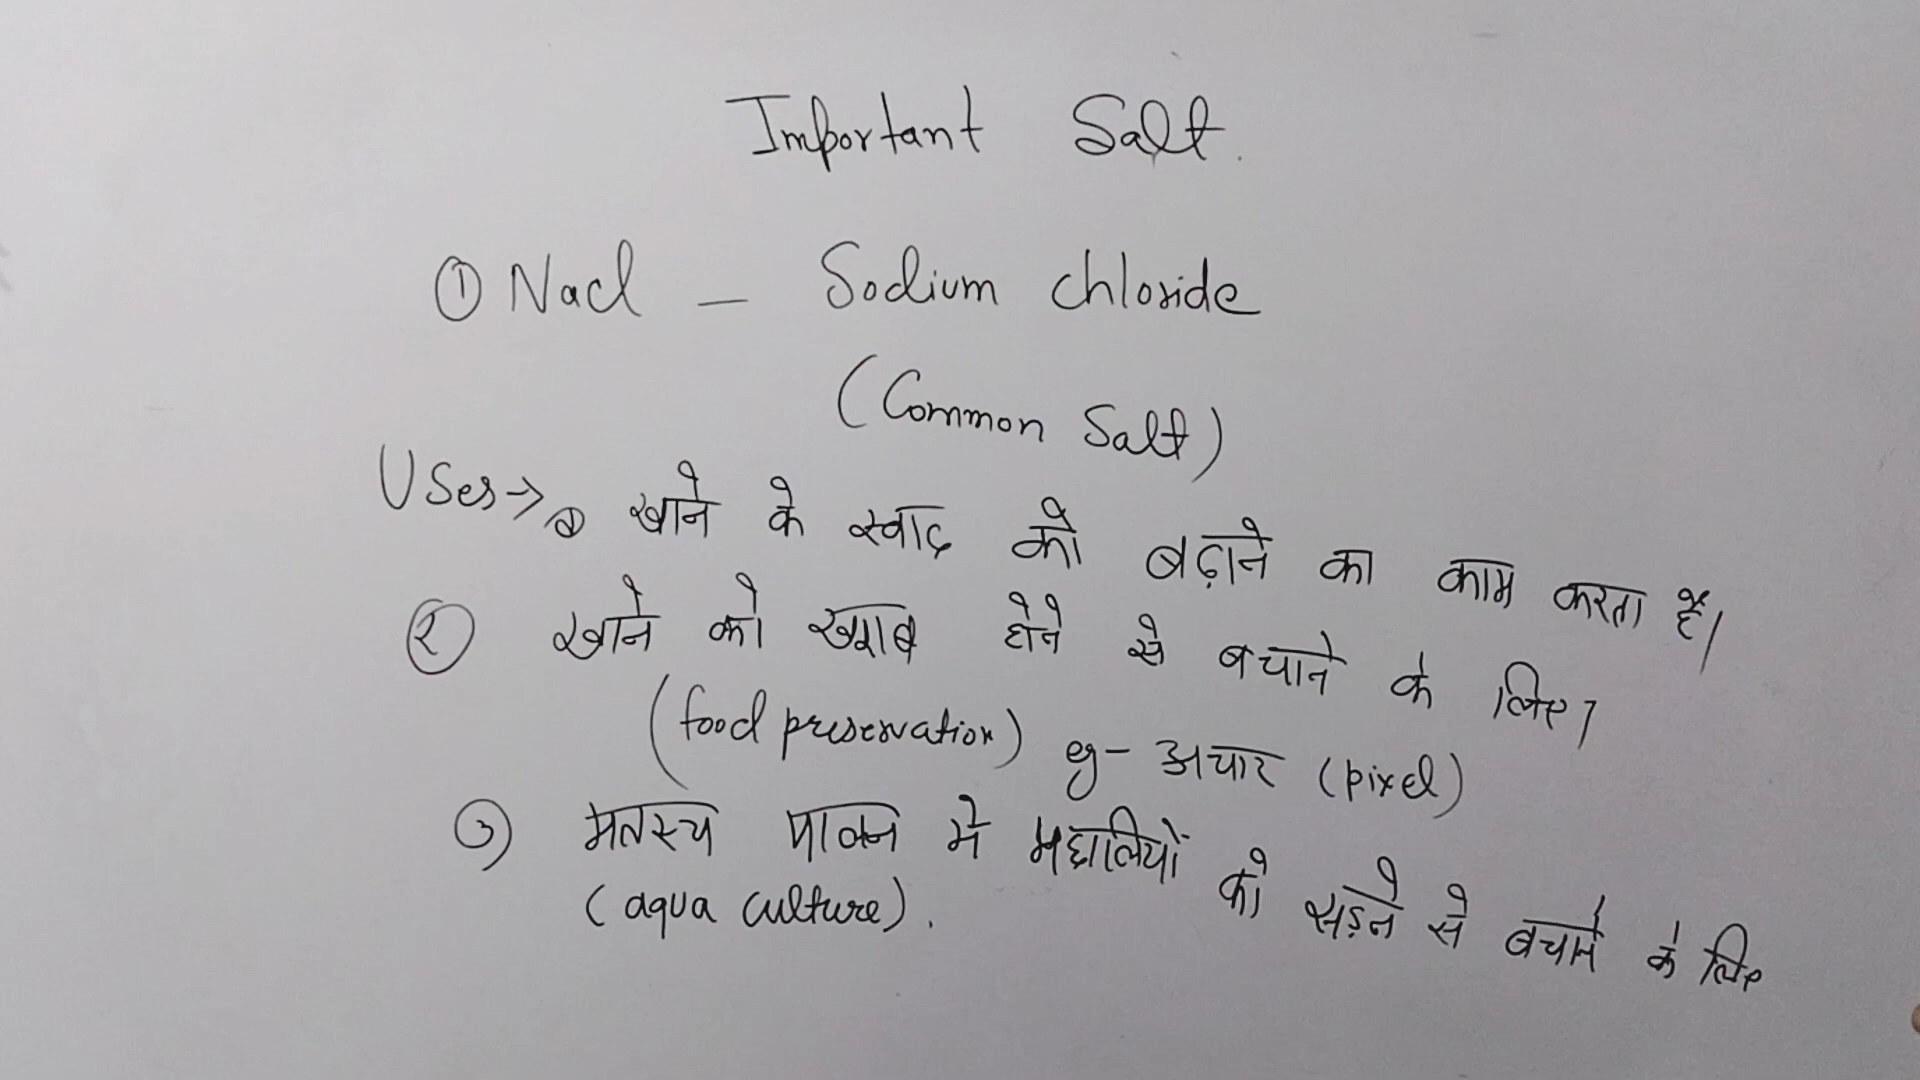 Important Salt.
① Nacl - Sodium chloride
(Common Salt)
Uses → ① खाने के स्वाद को बढ़ाने का काम करता है।
② खाने को खराब होने से बचाने के लिए।
(food preservation) eg - अचार (pixel)
③ मतस्य पालन में मछलियों को सड़ने से बचाने के लिए
(aqua culture).